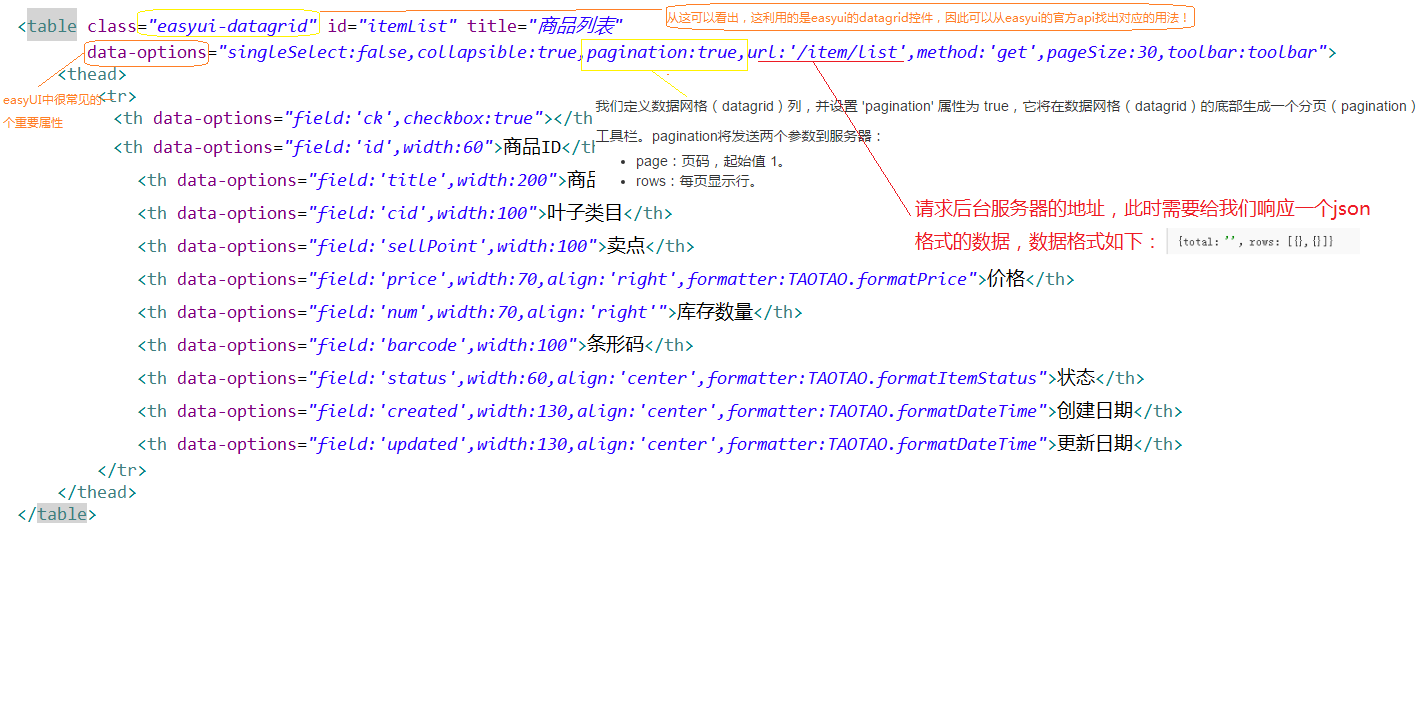 <table class="easyui-datagrid" id="itemList" title="商品列表"
从这可以看出，这利用的是easyui的datagrid控件，因此可以从easyui的官方api找出对应的用法！
data-options="singleSelect:false,collapsible:true,pagination:true,url:'/item/list',method:'get',pageSize:30,toolbar:toolbar">
<thead>
easyUI中很常见的一
个重要属性
<tr>
我们定义数据网格（datagrid）列，并设置 'pagination' 属性为 true，它将在数据网格（datagrid）的底部生成一个分页（pagination）
工具栏。pagination将发送两个参数到服务器：
page：页码，起始值 1。
rows：每页显示行。
<th data-options="field:'ck',checkbox:true"></th
<th data-options="field:'id',width:60">商品ID</th
<th data-options="field:'title',width:200">商品
<th data-options="field:'cid',width:100">叶子类目</th>
请求后台服务器的地址，此时需要给我们响应一个json
格式的数据，数据格式如下：{total:'',rows:[{},{}]}
<th data-options="field:'sellPoint',width:100">卖点</th>
<th data-options="field:'price',width:70,align:'right',formatter:TAOTAO.formatPrice">价格</th>
<th data-options="field:'num',width:70,align:'right'">库存数量</th>
<th data-options="field:'barcode',width:100">条形码</th>
<th data-options="field:'status',width:60,align:'center',formatter:TAOTAO.formatItemStatus">状态</th>
<th data-options="field:'created',width:130,align:'center',formatter:TAOTAO.formatDateTime">创建日期</th>
<th data-options="field:'updated',width:130,align:'center',formatter:TAOTAO.formatDateTime">更新日期</th>
</tr>
</thead>
</table>